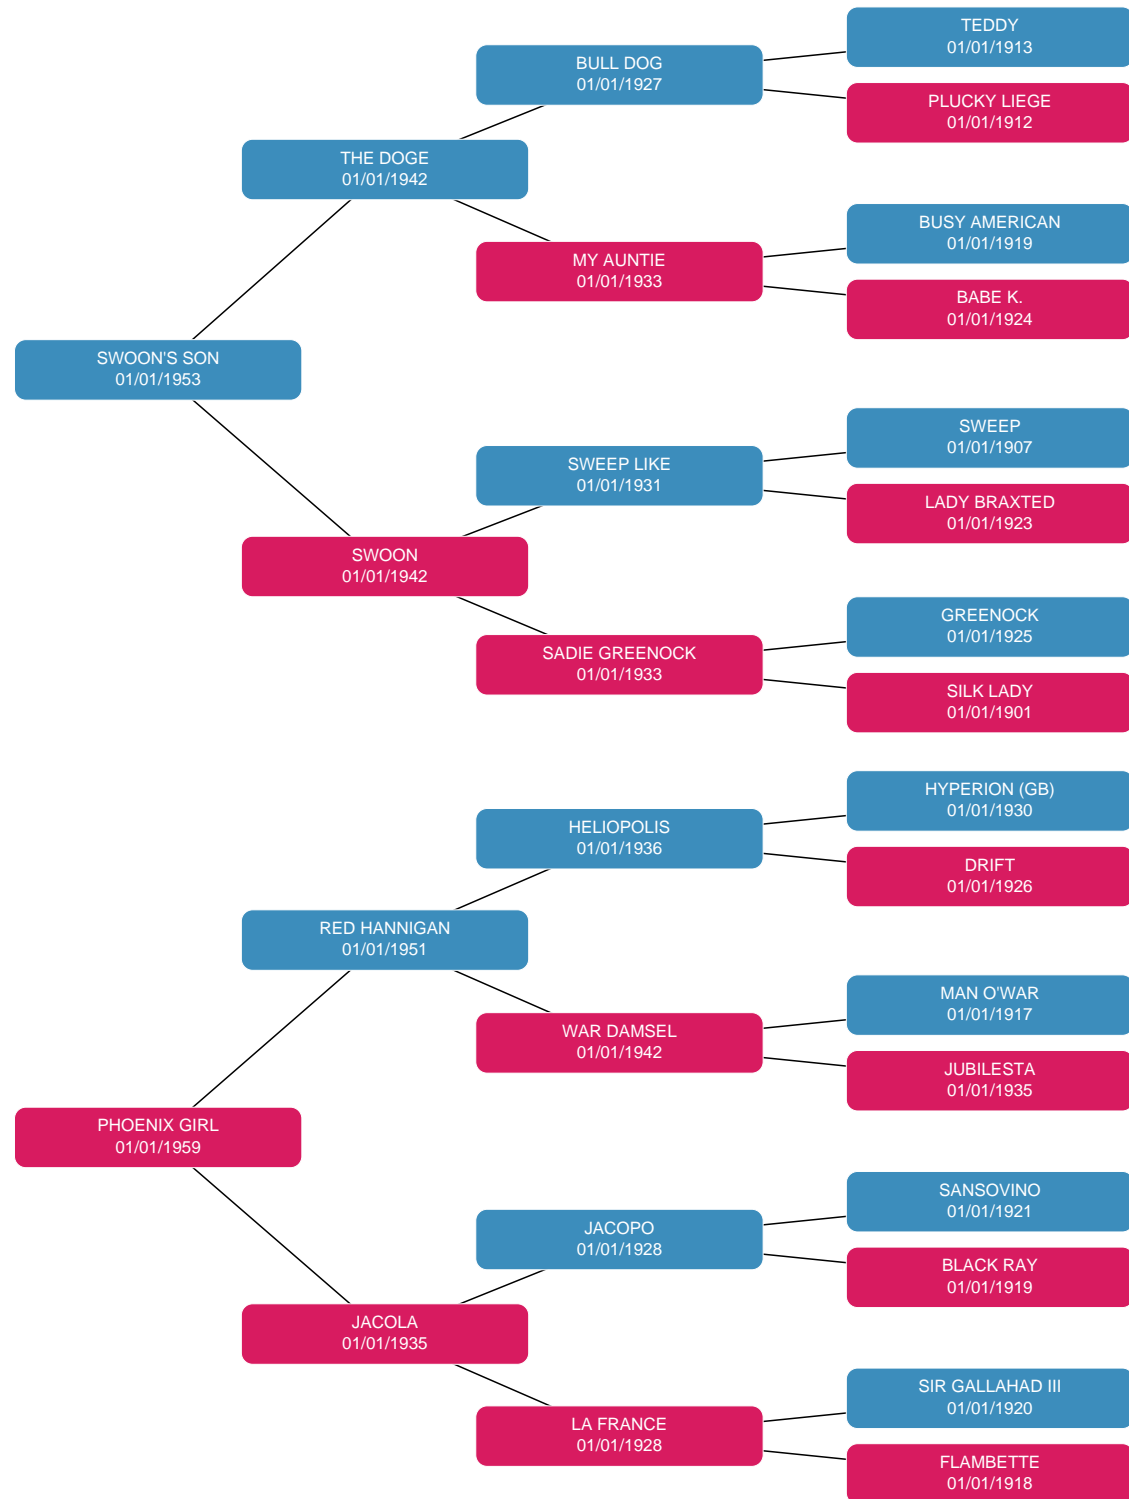 TEDDY
01/01/1913
BULL DOG
01/01/1927
PLUCKY LIEGE
01/01/1912
THE DOGE
01/01/1942
BUSY AMERICAN
01/01/1919
MY AUNTIE
01/01/1933
BABE K.
01/01/1924
SWOON'S SON
01/01/1953
SWEEP
01/01/1907
SWEEP LIKE
01/01/1931
LADY BRAXTED
01/01/1923
SWOON
01/01/1942
GREENOCK
01/01/1925
SADIE GREENOCK
01/01/1933
SILK LADY
01/01/1901
HYPERION (GB)
01/01/1930
HELIOPOLIS
01/01/1936
DRIFT
01/01/1926
RED HANNIGAN
01/01/1951
MAN O'WAR
01/01/1917
WAR DAMSEL
01/01/1942
JUBILESTA
01/01/1935
PHOENIX GIRL
01/01/1959
SANSOVINO
01/01/1921
JACOPO
01/01/1928
BLACK RAY
01/01/1919
JACOLA
01/01/1935
SIR GALLAHAD III
01/01/1920
LA FRANCE
01/01/1928
FLAMBETTE
01/01/1918